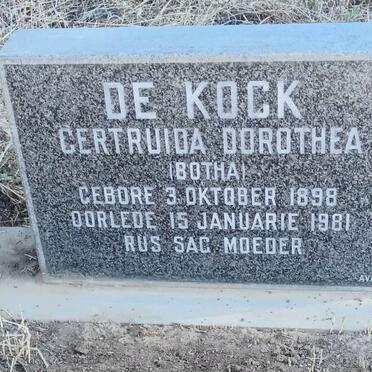 DE KOCK
GERTRUIDA DOROTHEA
(BOTHA)
GEBORE 3 OKTOBER 1898
OORLEDE 15 JANUARIE 1981
RUS SAG MOEDER